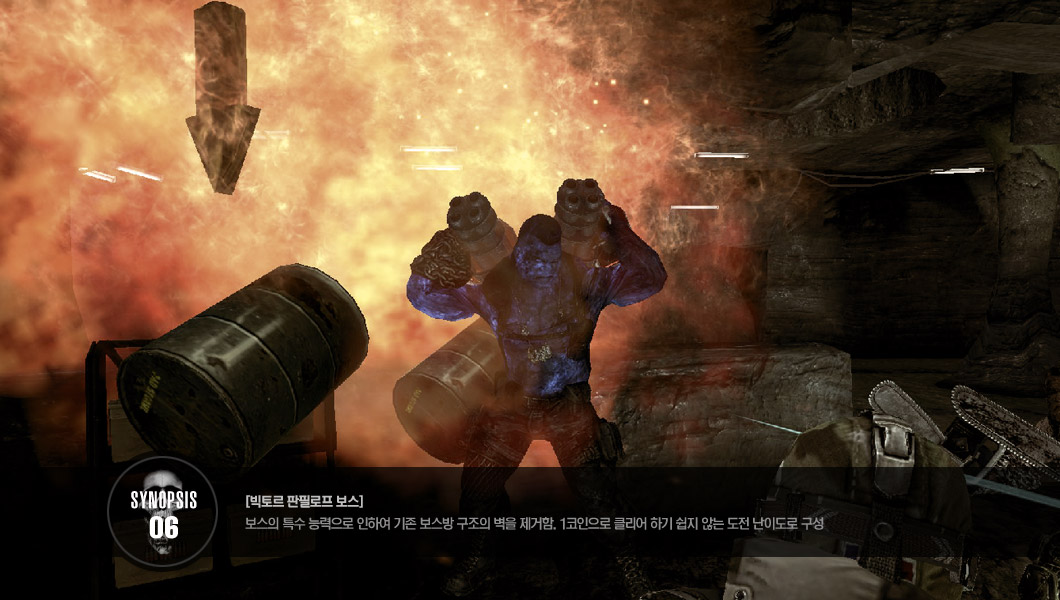 SYNOPSIS
06
[빅토르 판필로프 보스]
보스의 특수 능력으로 인하여 기존 보스방 구조의 벽을 제거함. 1코인으로 클리어 하기 쉽지 않는 도전 난이도로 구성